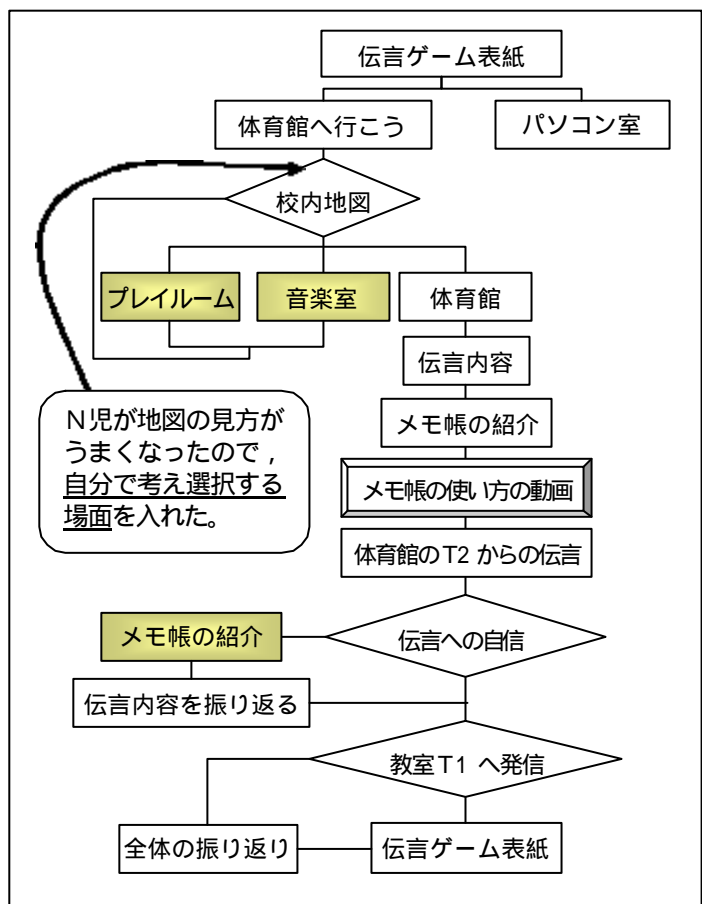 伝言ゲーム表紙
体育館へ行こう
パソコン室
校内地図
プレイルーム
音楽室
体育館
伝言内容
メモ帳の紹介
N児が地図の見方が
うまくなったので，
自分で考え選択する
場面を入れた。
メモ帳の使い方の動画
体育館のT2 からの伝言
メモ帳の紹介
伝言への自信
伝言内容を振り返る
教室T1 へ発信
全体の振り返り
伝言ゲーム表紙